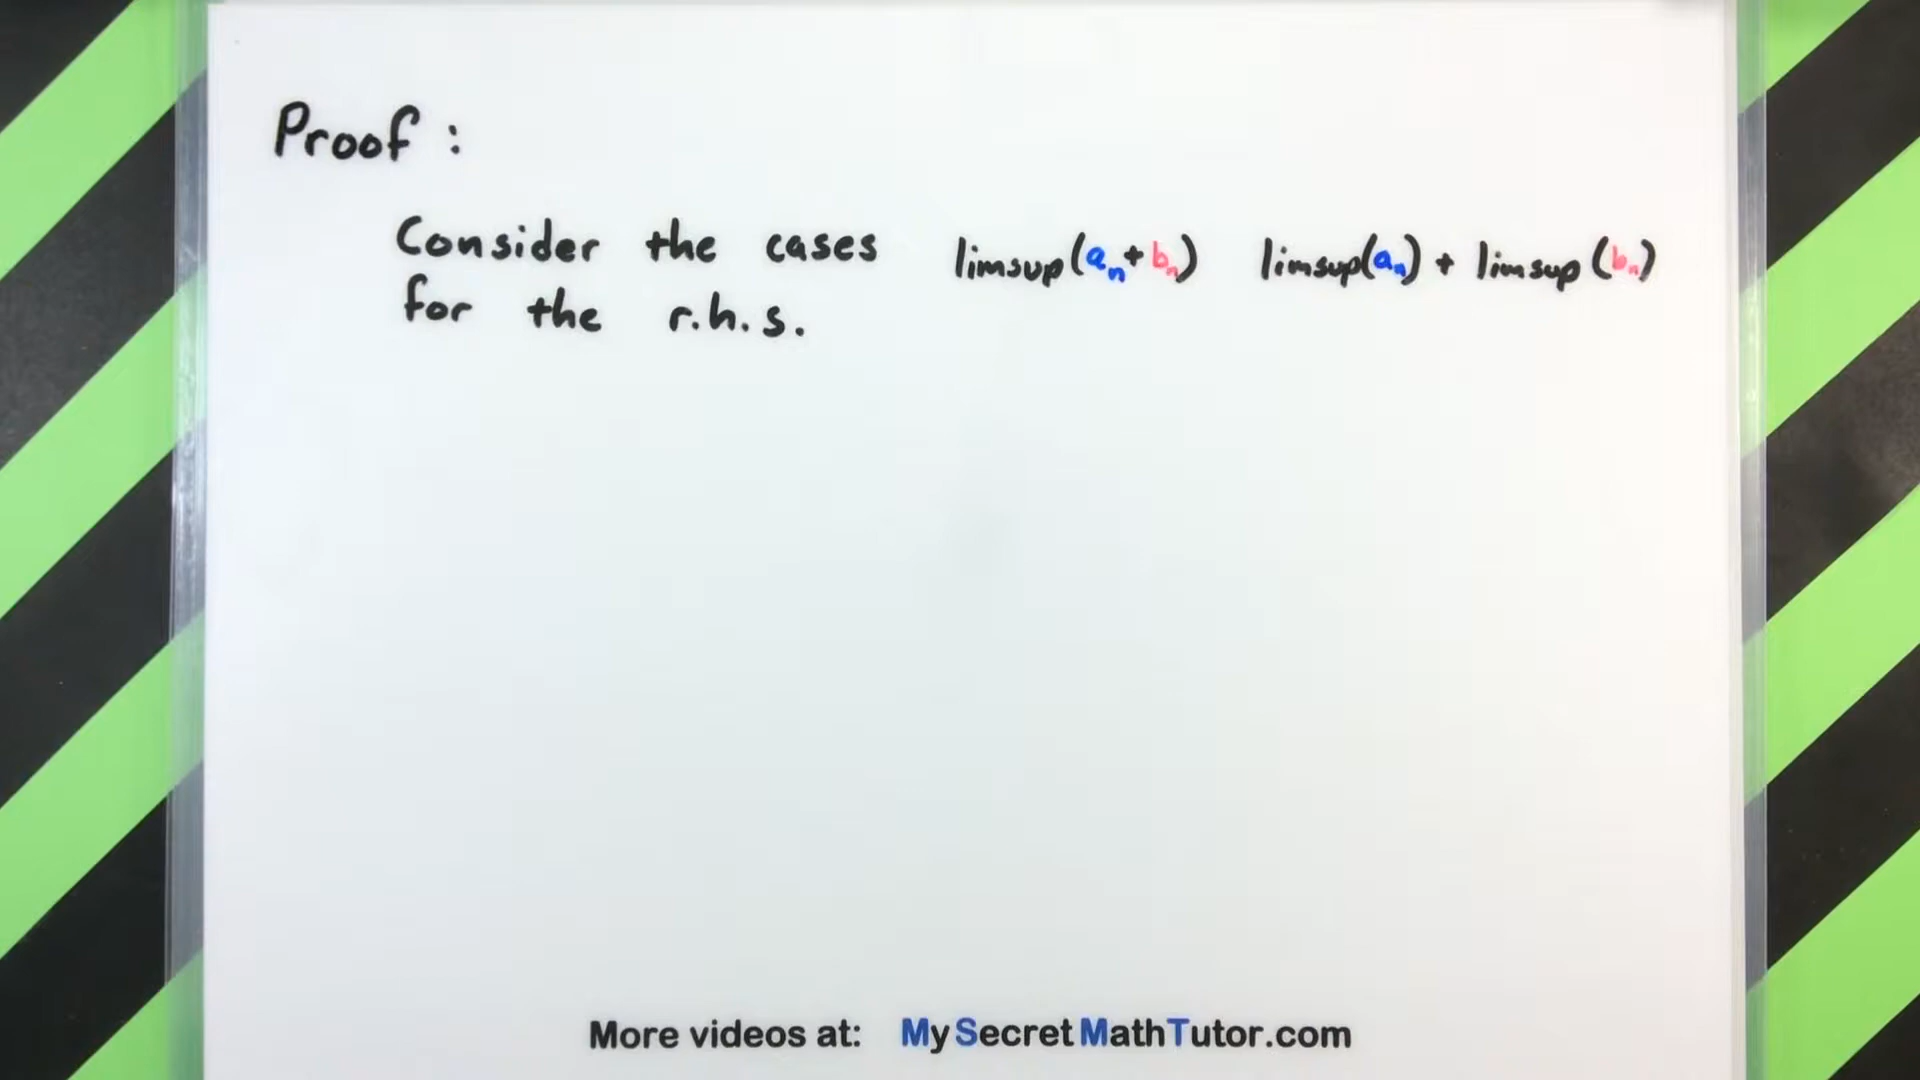 Proof :
Consider the cases limsup(aₙ+bₙ) limsup(aₙ) + limsup(bₙ)
for the r.h.s.
More videos at: MySecretMathTutor.com